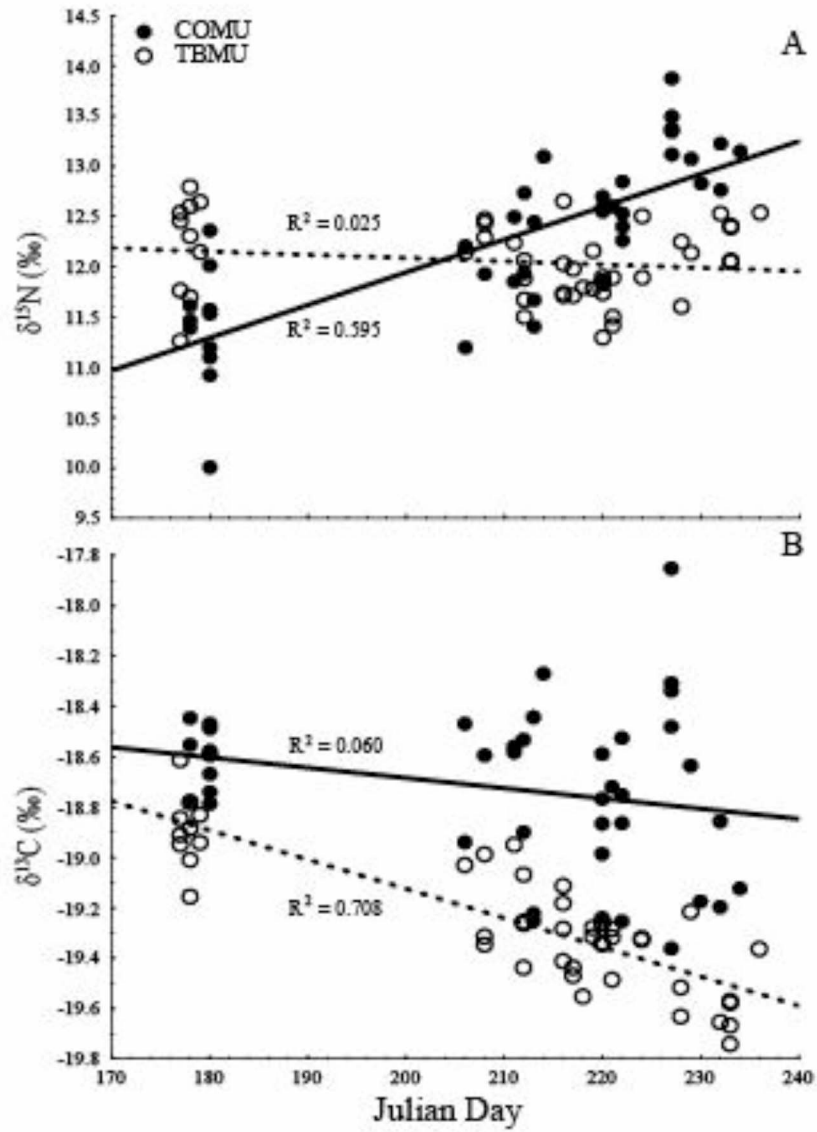 COMU
TBMU
A
14.5
14.0
13.5
13.0
12.5
12.0
11.5
11.0
10.5
10.0
9.5
δ¹⁵N (‰)
R² = 0.025
R² = 0.595
B
-17.8
-18.0
-18.2
-18.4
-18.6
-18.8
-19.0
-19.2
-19.4
-19.6
-19.8
δ¹³C (‰)
R² = 0.060
R² = 0.708
170 180 190 200 210 220 230 240
Julian Day